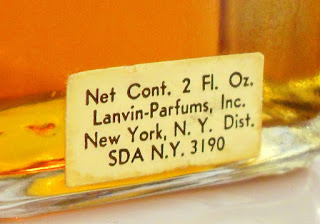 Net Cont. 2 Fl. Oz.
Lanvin-Parfums, Inc.
New York, N. Y. Dist.
SDA N.Y. 3190